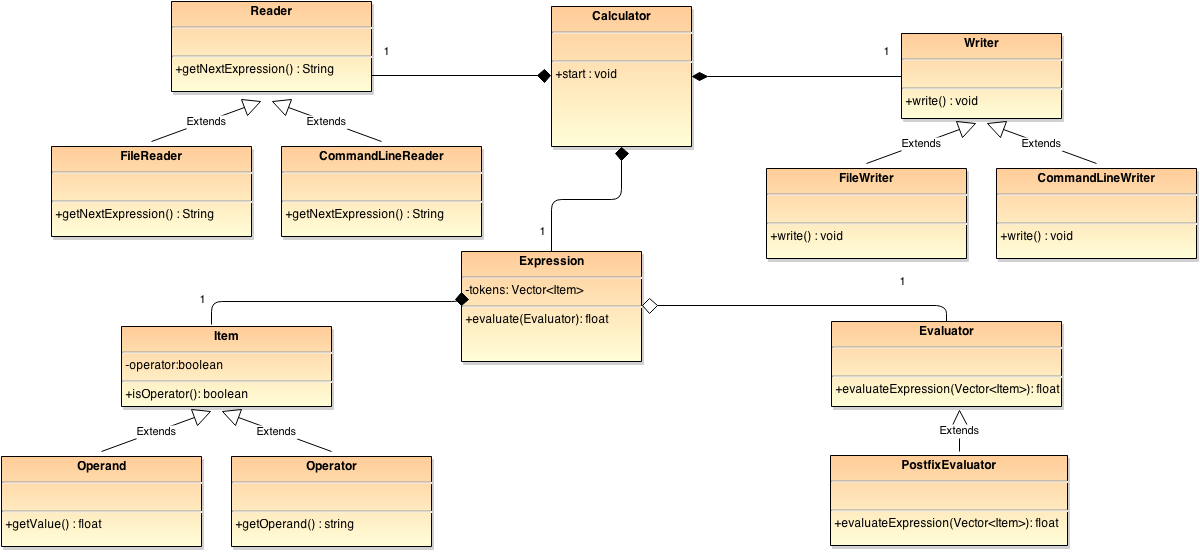 Reader
+getNextExpression() : String
1
Calculator
+start : void
1
Writer
+write() : void
Extends
Extends
FileReader
+getNextExpression() : String
CommandLineReader
+getNextExpression() : String
Extends
Extends
FileWriter
+write() : void
CommandLineWriter
+write() : void
1
Expression
-tokens: Vector<Item>
+evaluate(Evaluator): float
1
1
Item
-operator:boolean
+isOperator(): boolean
Evaluator
+evaluateExpression(Vector<Item>): float
Extends
Extends
Extends
Operand
+getValue() : float
Operator
+getOperand() : string
PostfixEvaluator
+evaluateExpression(Vector<Item>): float